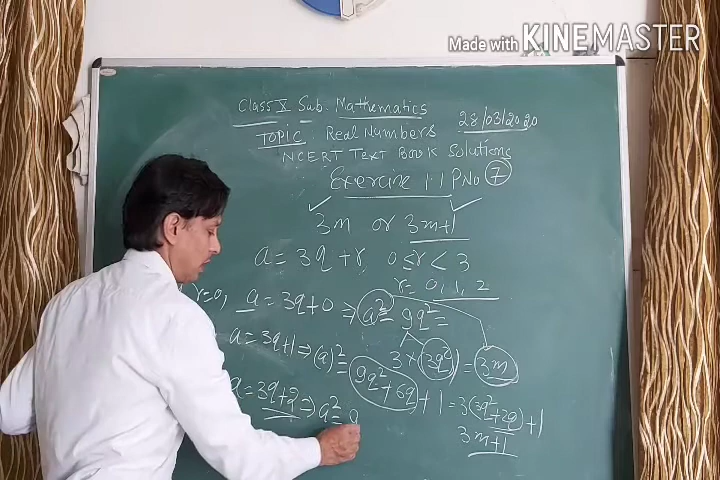 Made with KINEMASTER
Class X Sub. Mathematics
TOPIC: Real Numbers 28/03/2020
NCERT Text Book Solutions
Exercise 1.1 P.No 7
3m or 3m+1
a = 3q + r, 0 ≤ r < 3
r = 0, 1, 2
r=0, a = 3q+0 ⇒ a² = 9q² =
3 × (3q²) = 3m
a = 3q+1 ⇒ (a)² =
9q² + 6q + 1 = 3(3q²+2q)+1
3m+1
a = 3q+2 ⇒ a² = 9